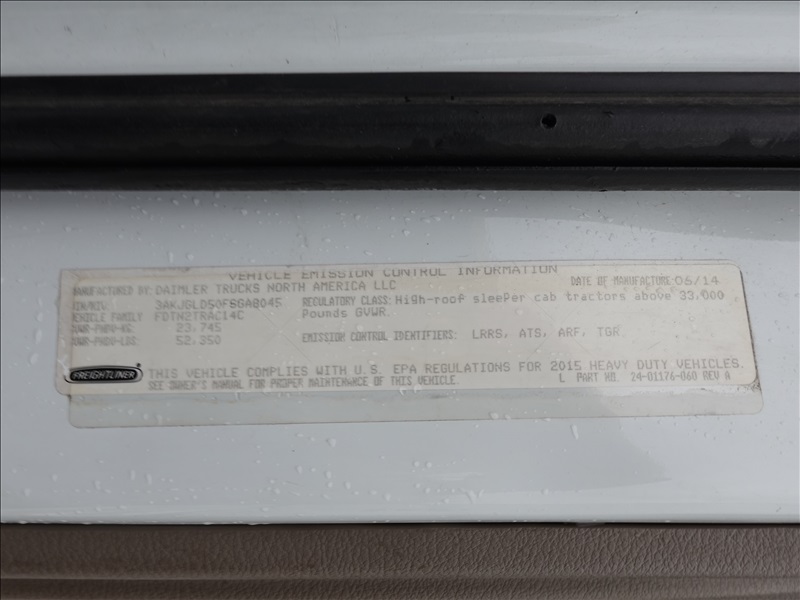 VEHICLE EMISSION CONTROL INFORMATION
MANUFACTURED BY: DAIMLER TRUCKS NORTH AMERICA LLC DATE OF MANUFACTURE: 06/14
VIN/NIV: 3AKJGLD50FSGA8045 REGULATORY CLASS: High-roof sleeper cab tractors above 33,000
VEHICLE FAMILY FDTN2TRAC14C Pounds GVWR.
23,745
52,350 EMISSION CONTROL IDENTIFIERS: LRRS, ATS, ARF, TGR
FREIGHTLINER THIS VEHICLE COMPLIES WITH U.S. EPA REGULATIONS FOR 2015 HEAVY DUTY VEHICLES.
SEE OWNER'S MANUAL FOR PROPER MAINTENANCE OF THIS VEHICLE. L PART NO. 24-01176-060 REV A